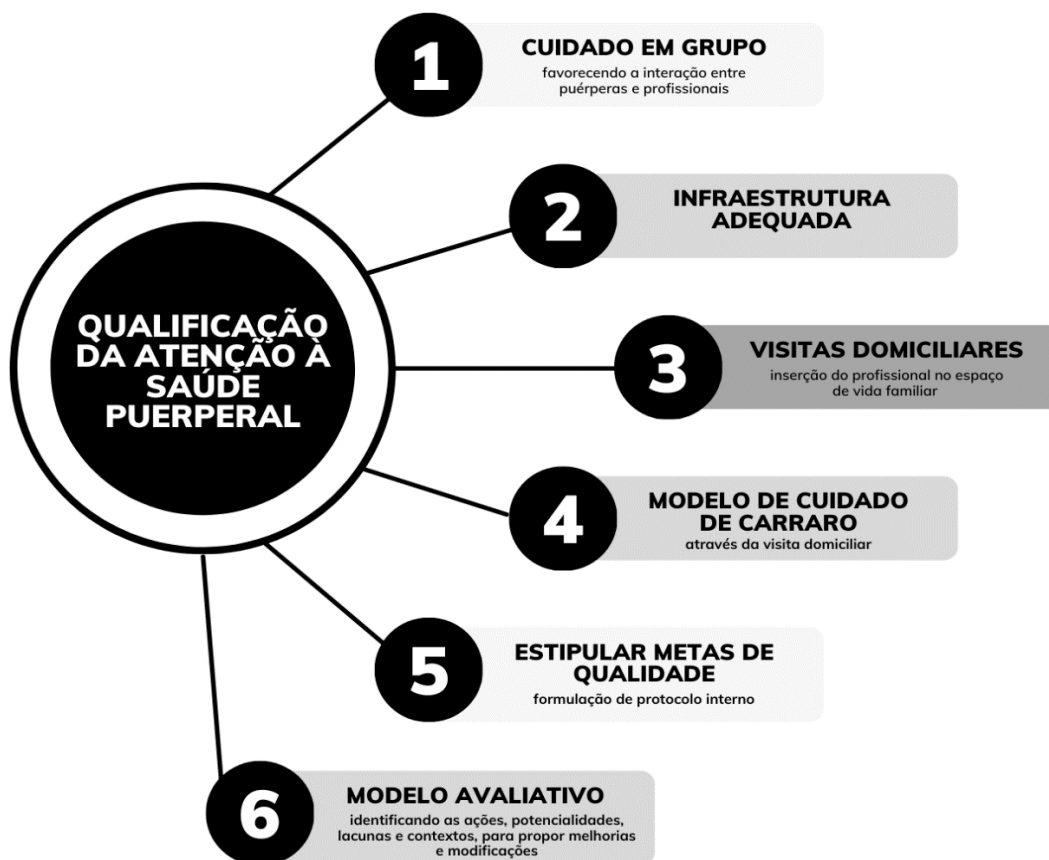 1
CUIDADO EM GRUPO
favorecendo a interação entre
puérperas e profissionais
2
INFRAESTRUTURA
ADEQUADA
QUALIFICAÇÃO
DA ATENÇÃO À
SAÚDE
PUERPERAL
3
VISITAS DOMICILIARES
inserção do profissional no espaço
de vida familiar
4
MODELO DE CUIDADO
DE CARRARO
através da visita domiciliar
5
ESTIPULAR METAS DE
QUALIDADE
formulação de protocolo interno
6
MODELO AVALIATIVO
identificando as ações, potencialidades,
lacunas e contextos, para propor melhorias
e modificações